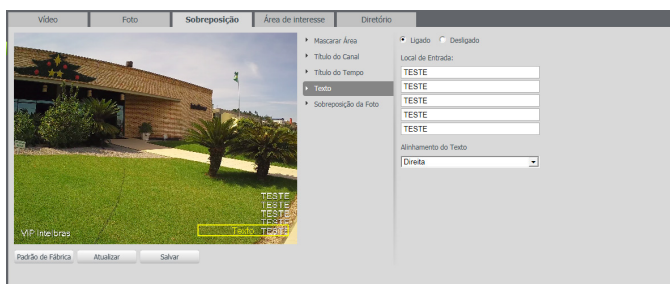 Vídeo Foto Sobreposição Área de interesse Diretório
Mascarar Área
Título do Canal
Título do Tempo
Texto
Sobreposição da Foto
Ligado Desligado
Local de Entrada:
TESTE
TESTE
TESTE
TESTE
TESTE
Alinhamento do Texto
Direita
TESTE
TESTE
TESTE
TESTE
Texto TESTE
VIP Intelbras
Padrão de Fábrica Atualizar Salvar